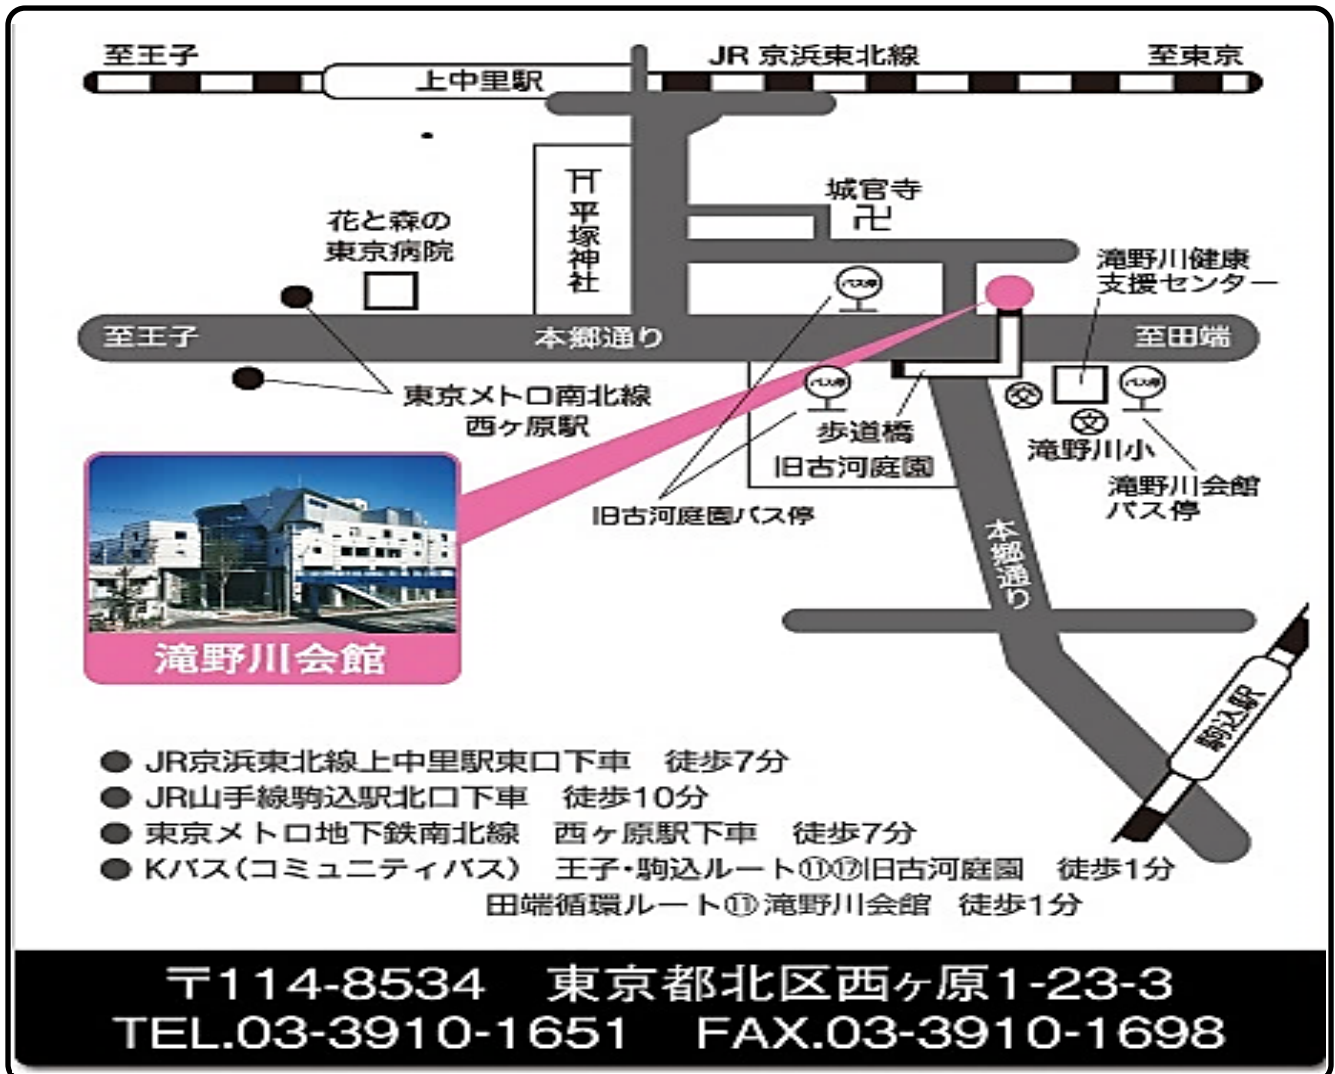 至王子
上中里駅
JR 京浜東北線
至東京
城官寺
卍
平塚神社
花と森の
東京病院
バス停
滝野川健康
支援センター
至王子
本郷通り
至田端
東京メトロ南北線
西ヶ原駅
バス停
歩道橋
旧古河庭園
交
文
バス停
滝野川小
滝野川会館
バス停
旧古河庭園バス停
本郷通り
滝野川会館
駒込駅
● JR京浜東北線上中里駅東口下車 徒歩7分
● JR山手線駒込駅北口下車 徒歩10分
● 東京メトロ地下鉄南北線 西ヶ原駅下車 徒歩7分
● Kバス(コミュニティバス) 王子・駒込ルート⑪⑰旧古河庭園 徒歩1分
田端循環ルート⑪滝野川会館 徒歩1分
〒114-8534 東京都北区西ヶ原1-23-3
TEL.03-3910-1651 FAX.03-3910-1698